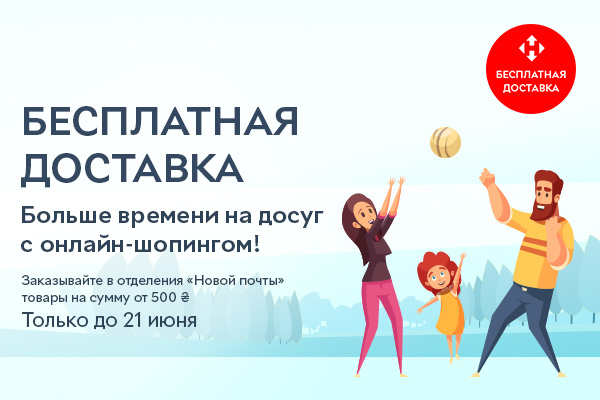 БЕСПЛАТНАЯ
ДОСТАВКА
БЕСПЛАТНАЯ
ДОСТАВКА
Больше времени на досуг
с онлайн-шопингом!
Заказывайте в отделения «Новой почты»
товары на сумму от 500 ₴
Только до 21 июня